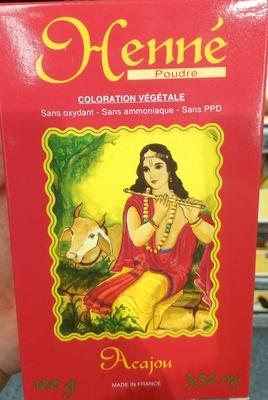 Henné
Poudre
COLORATION VÉGÉTALE
Sans oxydant - Sans ammoniaque - Sans PPD
Acajou
100 g
3,52 oz
MADE IN FRANCE